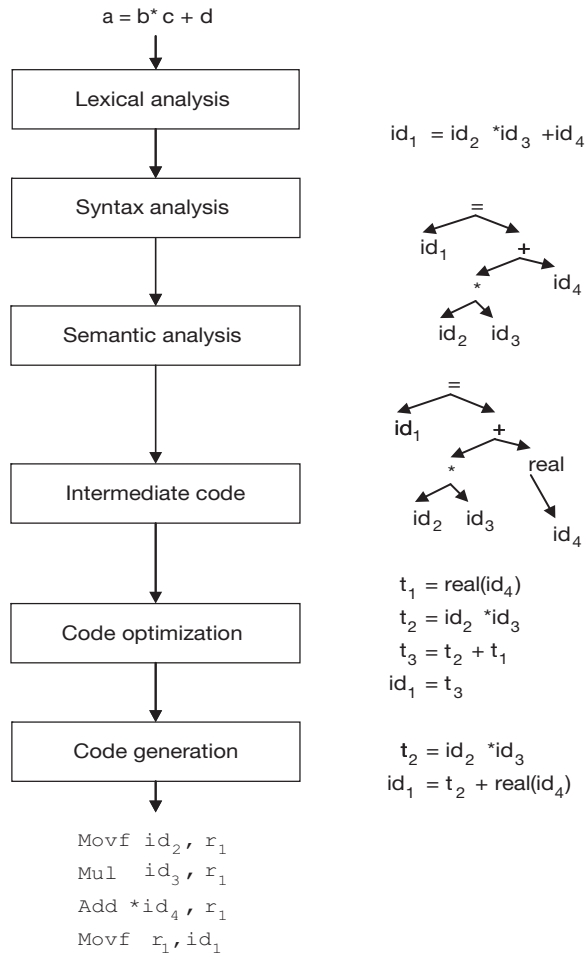 a = b* c + d
Lexical analysis
id₁ = id₂ *id₃ +id₄
Syntax analysis
=
id₁ +
* id₄
id₂ id₃
Semantic analysis
=
id₁ +
* real
id₂ id₃
id₄
Intermediate code
t₁ = real(id₄)
t₂ = id₂ *id₃
t₃ = t₂ + t₁
id₁ = t₃
Code optimization
Code generation
t₂ = id₂ *id₃
id₁ = t₂ + real(id₄)
Movf id₂, r₁
Mul id₃, r₁
Add *id₄, r₁
Movf r₁,id₁